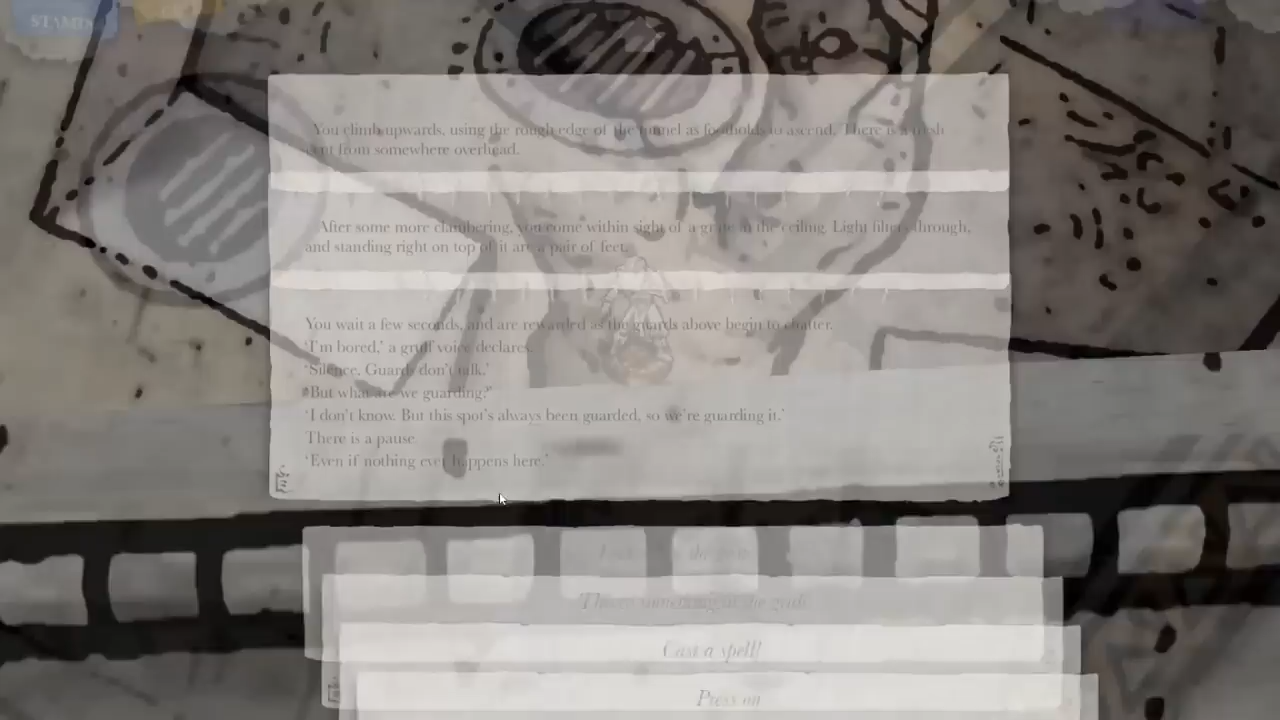 STAMINA
You climb upwards, using the rough edge of the tunnel as footholds to ascend. There is a fresh
scent from somewhere overhead.
After some more clambering, you come within sight of a grate in the ceiling. Light filters through,
and standing right on top of it are a pair of feet.
You wait a few seconds, and are rewarded as the guards above begin to chatter.
‘I'm bored,’ a gruff voice declares.
‘Silence. Guards don't talk.’
‘But what are we guarding?’
‘I don't know. But this spot's always been guarded, so we're guarding it.’
There is a pause.
‘Even if nothing ever happens here.’
Throw something at the grate
Cast a spell!
Press on